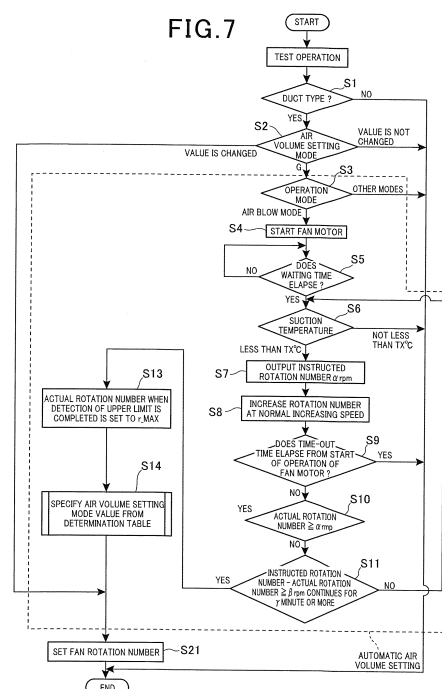 FIG.7
START
TEST OPERATION
S1
DUCT TYPE ?
NO
YES
S2
AIR
VOLUME SETTING
MODE
VALUE IS NOT
CHANGED
VALUE IS CHANGED
G
S3
OPERATION
MODE
OTHER MODES
AIR BLOW MODE
S4
START FAN MOTOR
S5
DOES
WAITING TIME
ELAPSE ?
NO
YES
S6
SUCTION
TEMPERATURE
NOT LESS
THAN TX℃
LESS THAN TX℃
S7
OUTPUT INSTRUCTED
ROTATION NUMBER α rpm
S8
INCREASE ROTATION NUMBER
AT NORMAL INCREASING SPEED
S9
DOES TIME-OUT
TIME ELAPSE FROM START
OF OPERATION OF
FAN MOTOR ?
YES
NO
S10
ACTUAL ROTATION
NUMBER ≧ α rmp
YES
NO
S11
INSTRUCTED ROTATION
NUMBER - ACTUAL ROTATION
NUMBER ≧ β rpm CONTINUES FOR
γ MINUTE OR MORE
YES
NO
S13
ACTUAL ROTATION NUMBER WHEN
DETECTION OF UPPER LIMIT IS
COMPLETED IS SET TO r_MAX
S14
SPECIFY AIR VOLUME SETTING
MODE VALUE FROM
DETERMINATION TABLE
AUTOMATIC AIR
VOLUME SETTING
S21
SET FAN ROTATION NUMBER
END